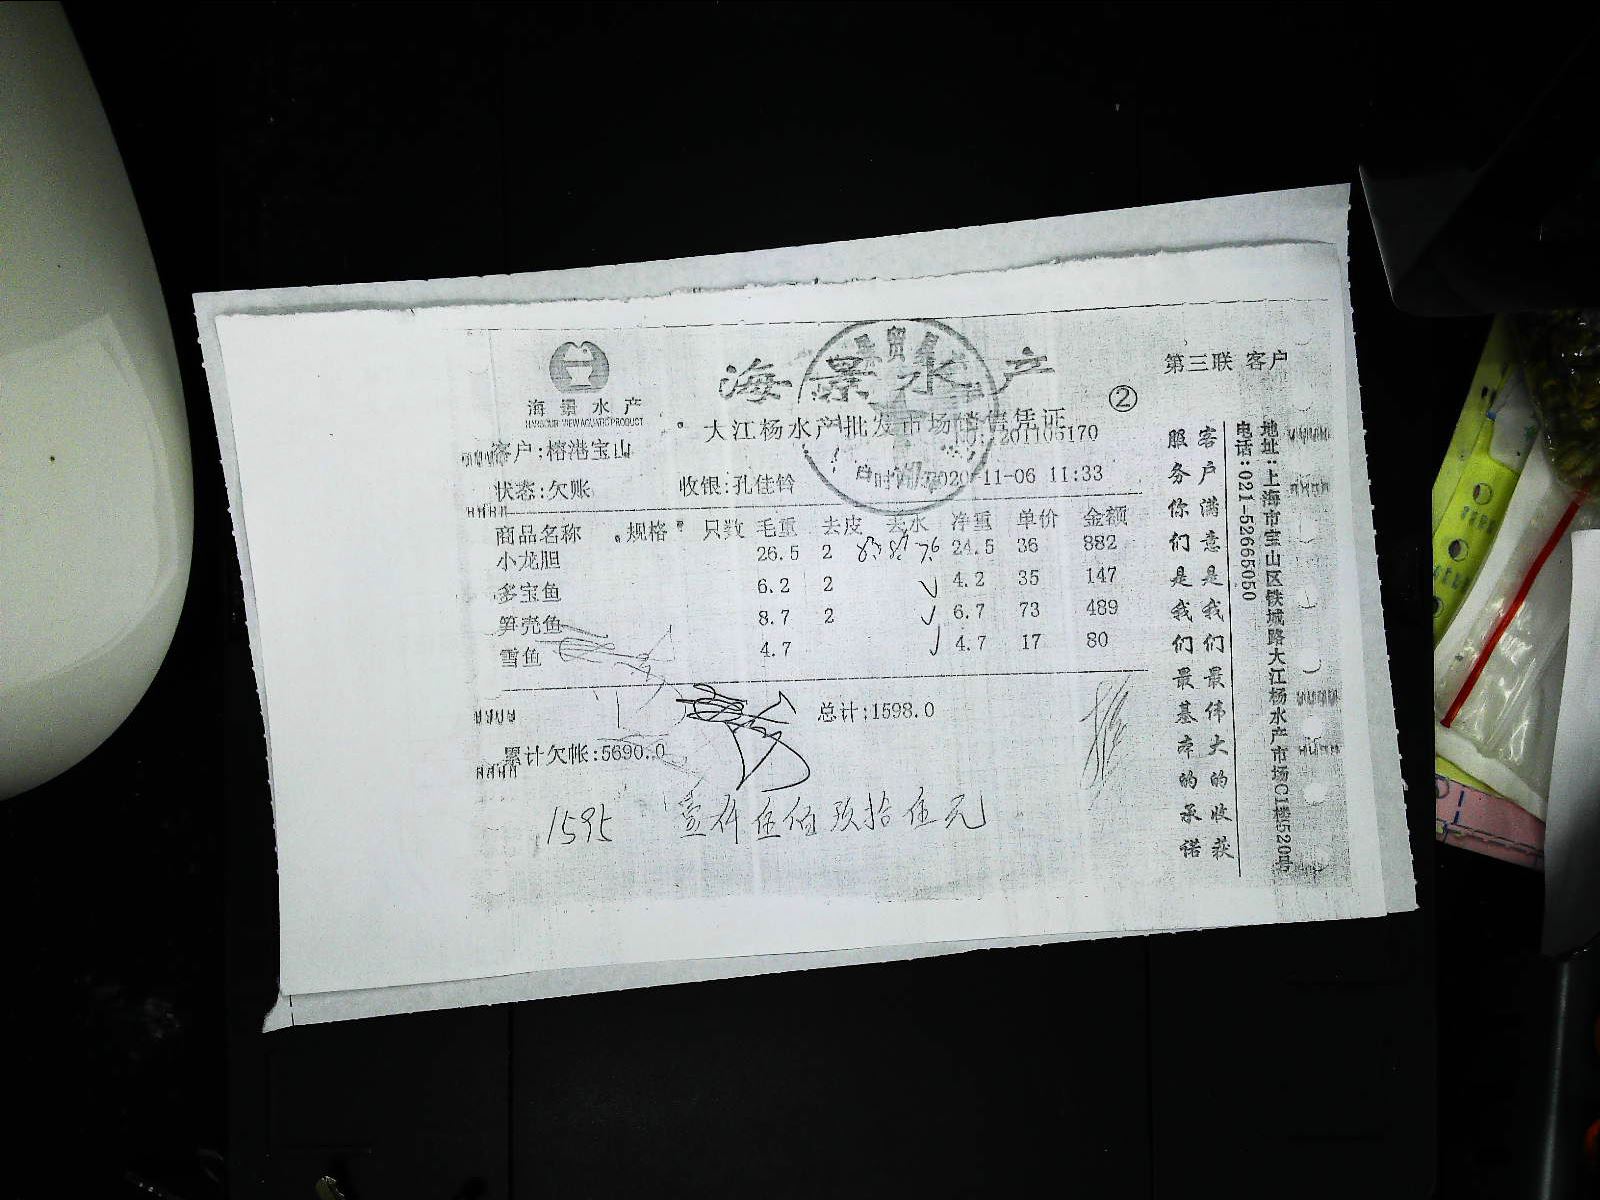 海景水产
HARBOUR VIEW AQUATIC PRODUCT
海景水产
第三联 客户
②
大江杨水产批发市场销售凭证
客户:榕港宝山
NO: 201105170
状态:欠账 收银:孔佳铃 时间:2020-11-06 11:33
商品名称 规格 只数 毛重 去皮 去水 净重 单价 金额
小龙胆 26.5 2 24.5 36 882
多宝鱼 6.2 2 4.2 35 147
笋壳鱼 8.7 2 6.7 73 489
雪鱼 4.7 4.7 17 80
总计:1598.0
累计欠帐:5690.0
1595 壹仟伍佰玖拾伍元
客户满意是我们最伟大的收获
服务你们是我们最基本的承诺
地址:上海市宝山区铁城路大江杨水产市场C1楼520号
电话:021-52665050